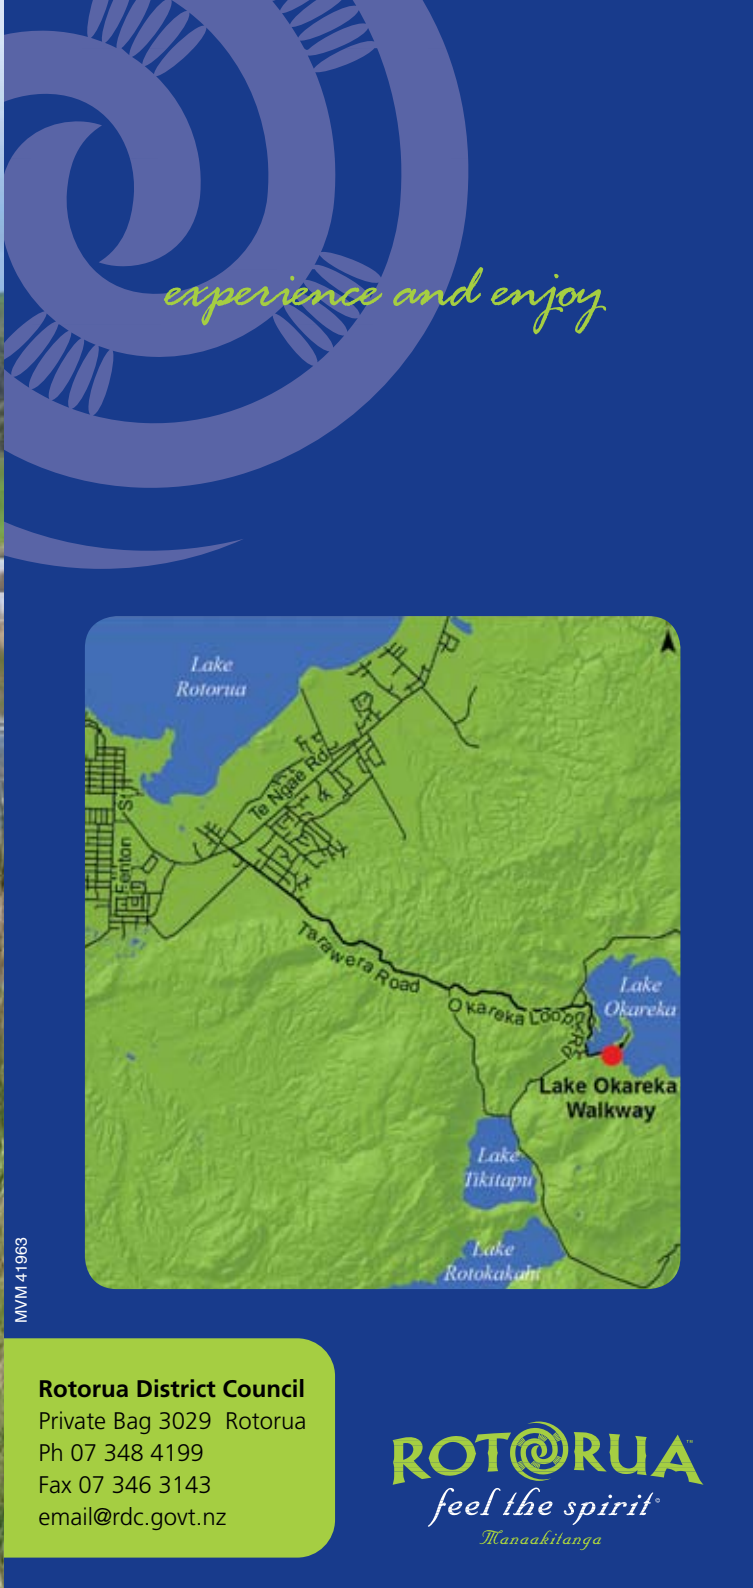 experience and enjoy
Lake
Rotorua
Te Ngae Rd
Fenton St
Tarawera Road
Okareka Loop Rd
Lake
Okareka
Lake Okareka
Walkway
Lake
Tikitapu
Lake
Rotokakahi
MVM 41963
Rotorua District Council
Private Bag 3029 Rotorua
Ph 07 348 4199
Fax 07 346 3143
email@rdc.govt.nz
ROTORUA™
feel the spirit©
Manaakitanga